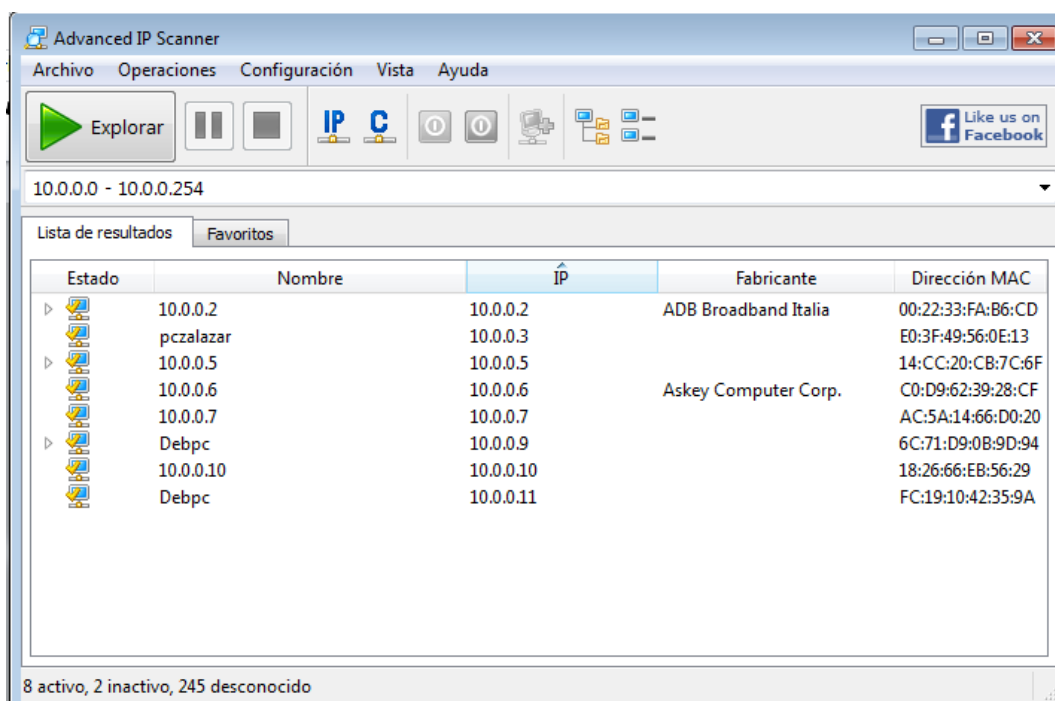 Advanced IP Scanner
Archivo Operaciones Configuración Vista Ayuda
Explorar IP C f Like us on Facebook
10.0.0.0 - 10.0.0.254
Lista de resultados Favoritos
Estado Nombre IP Fabricante Dirección MAC
10.0.0.2 10.0.0.2 ADB Broadband Italia 00:22:33:FA:B6:CD
pczalazar 10.0.0.3 E0:3F:49:56:0E:13
10.0.0.5 10.0.0.5 14:CC:20:CB:7C:6F
10.0.0.6 10.0.0.6 Askey Computer Corp. C0:D9:62:39:28:CF
10.0.0.7 10.0.0.7 AC:5A:14:66:D0:20
Debpc 10.0.0.9 6C:71:D9:0B:9D:94
10.0.0.10 10.0.0.10 18:26:66:EB:56:29
Debpc 10.0.0.11 FC:19:10:42:35:9A
8 activo, 2 inactivo, 245 desconocido